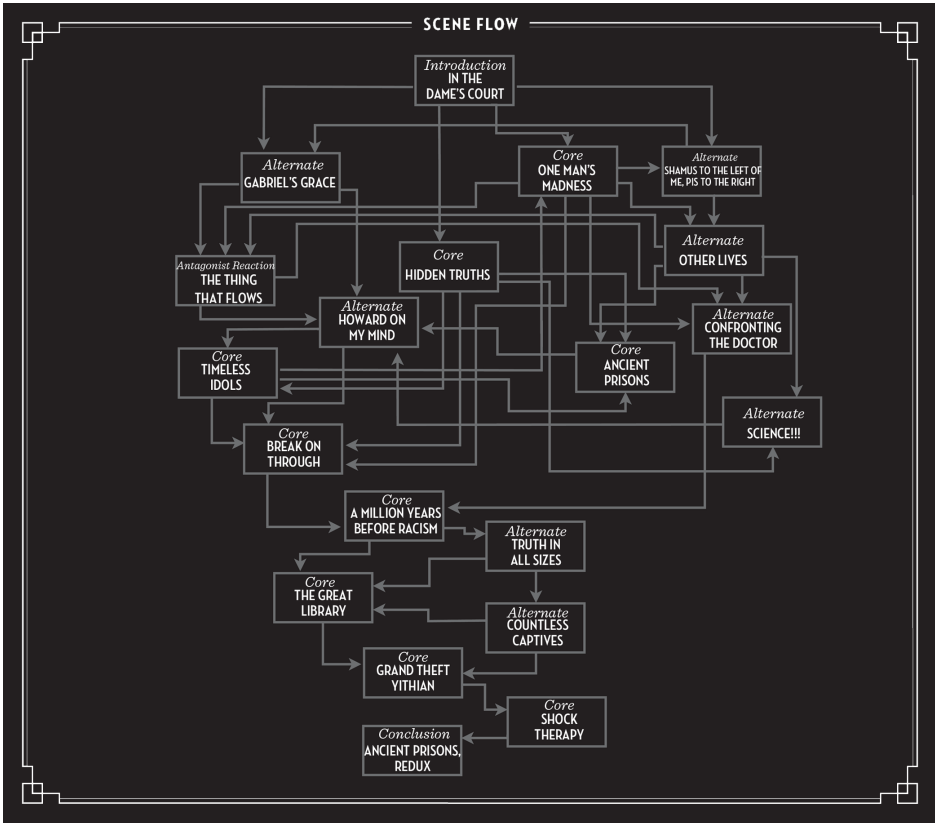 SCENE FLOW
Introduction
IN THE
DAME'S COURT
Alternate
GABRIEL'S GRACE
Core
ONE MAN'S
MADNESS
Alternate
SHAMUS TO THE LEFT OF
ME, PIS TO THE RIGHT
Antagonist Reaction
THE THING
THAT FLOWS
Core
HIDDEN TRUTHS
Alternate
OTHER LIVES
Alternate
HOWARD ON
MY MIND
Alternate
CONFRONTING
THE DOCTOR
Core
TIMELESS
IDOLS
Core
ANCIENT
PRISONS
Alternate
SCIENCE!!!
Core
BREAK ON
THROUGH
Core
A MILLION YEARS
BEFORE RACISM
Alternate
TRUTH IN
ALL SIZES
Core
THE GREAT
LIBRARY
Alternate
COUNTLESS
CAPTIVES
Core
GRAND THEFT
YITHIAN
Core
SHOCK
THERAPY
Conclusion
ANCIENT PRISONS,
REDUX